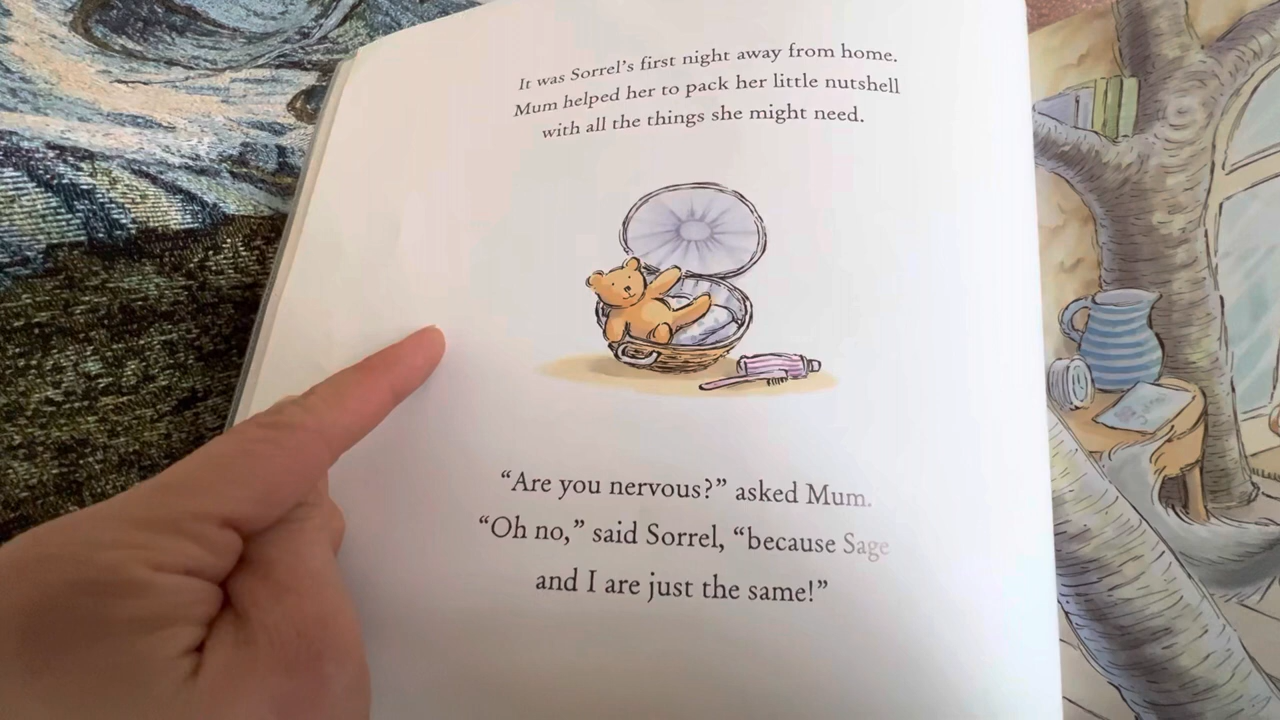 It was Sorrel’s first night away from home.
Mum helped her to pack her little nutshell
with all the things she might need.
“Are you nervous?” asked Mum.
“Oh no,” said Sorrel, “because Sage
and I are just the same!”